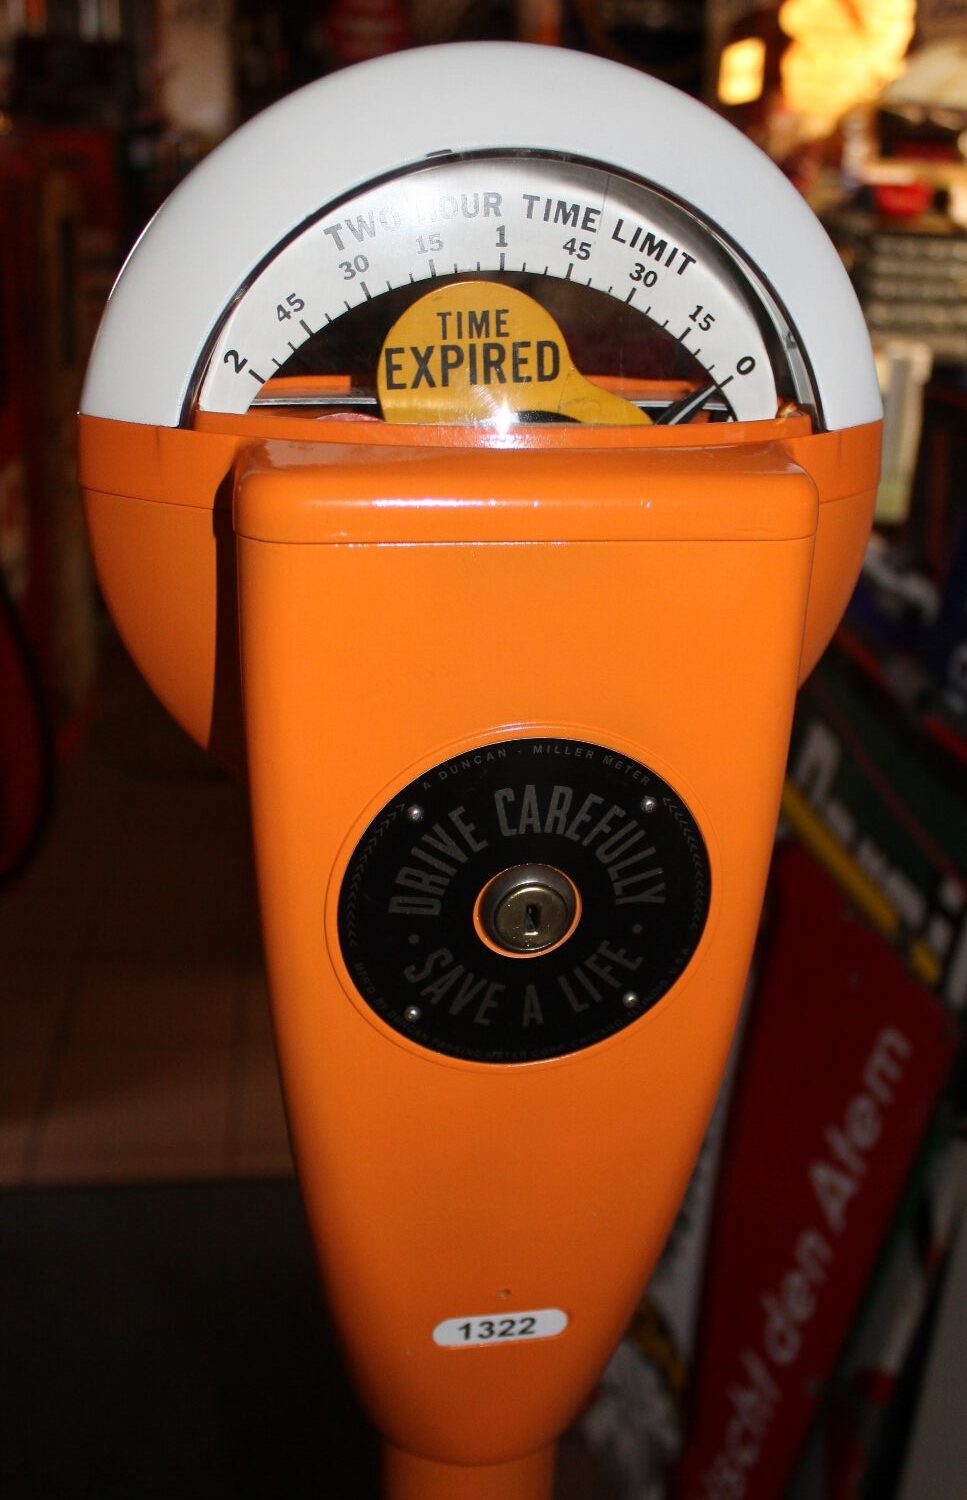 TWO HOUR TIME LIMIT
2 45 30 15 1 45 30 15 0
TIME
EXPIRED
A DUNCAN - MILLER METER
DRIVE CAREFULLY
• SAVE A LIFE •
1322
den Atem